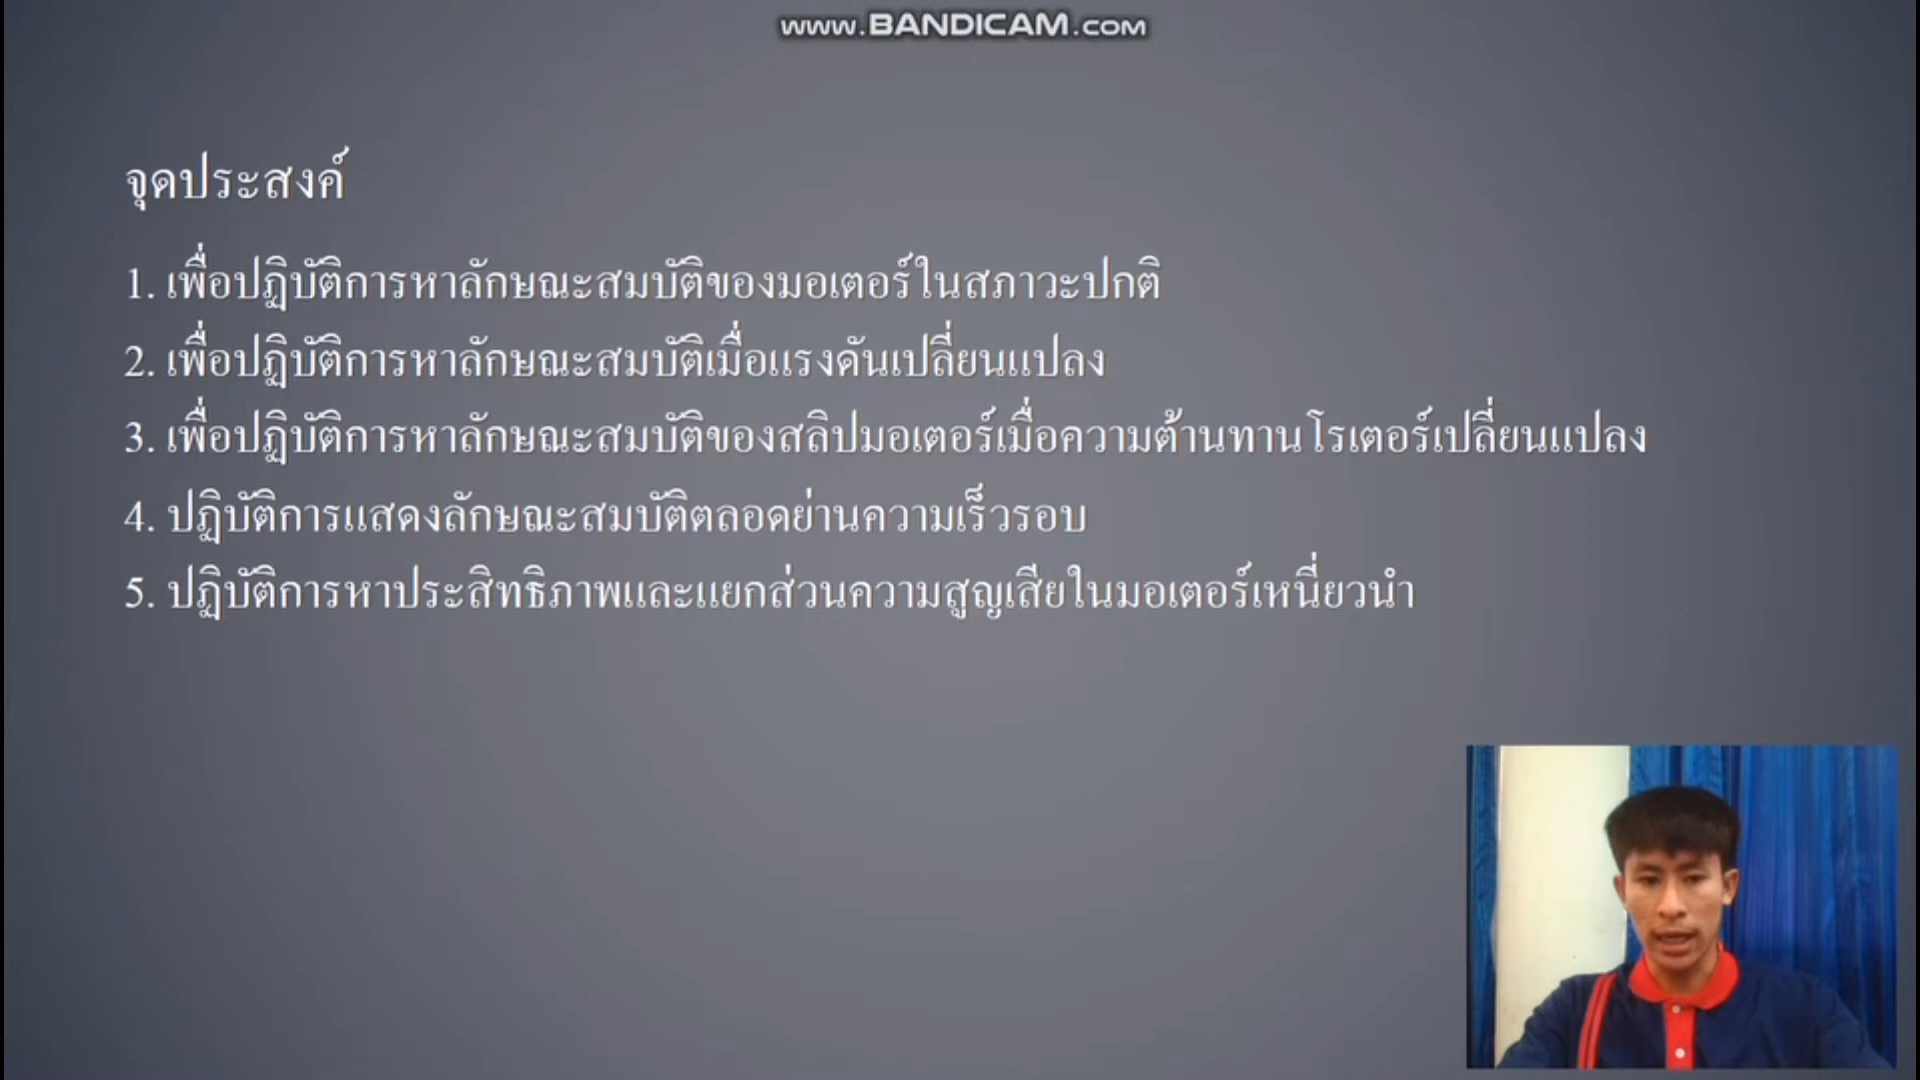 www.BANDICAM.com
จุดประสงค์
1. เพื่อปฏิบัติการหาลักษณะสมบัติของมอเตอร์ในสภาวะปกติ
2. เพื่อปฏิบัติการหาลักษณะสมบัติเมื่อแรงดันเปลี่ยนแปลง
3. เพื่อปฏิบัติการหาลักษณะสมบัติของสลิปมอเตอร์เมื่อความต้านทานโรเตอร์เปลี่ยนแปลง
4. ปฏิบัติการแสดงลักษณะสมบัติตลอดย่านความเร็วรอบ
5. ปฏิบัติการหาประสิทธิภาพและแยกส่วนความสูญเสียในมอเตอร์เหนี่ยวนำ